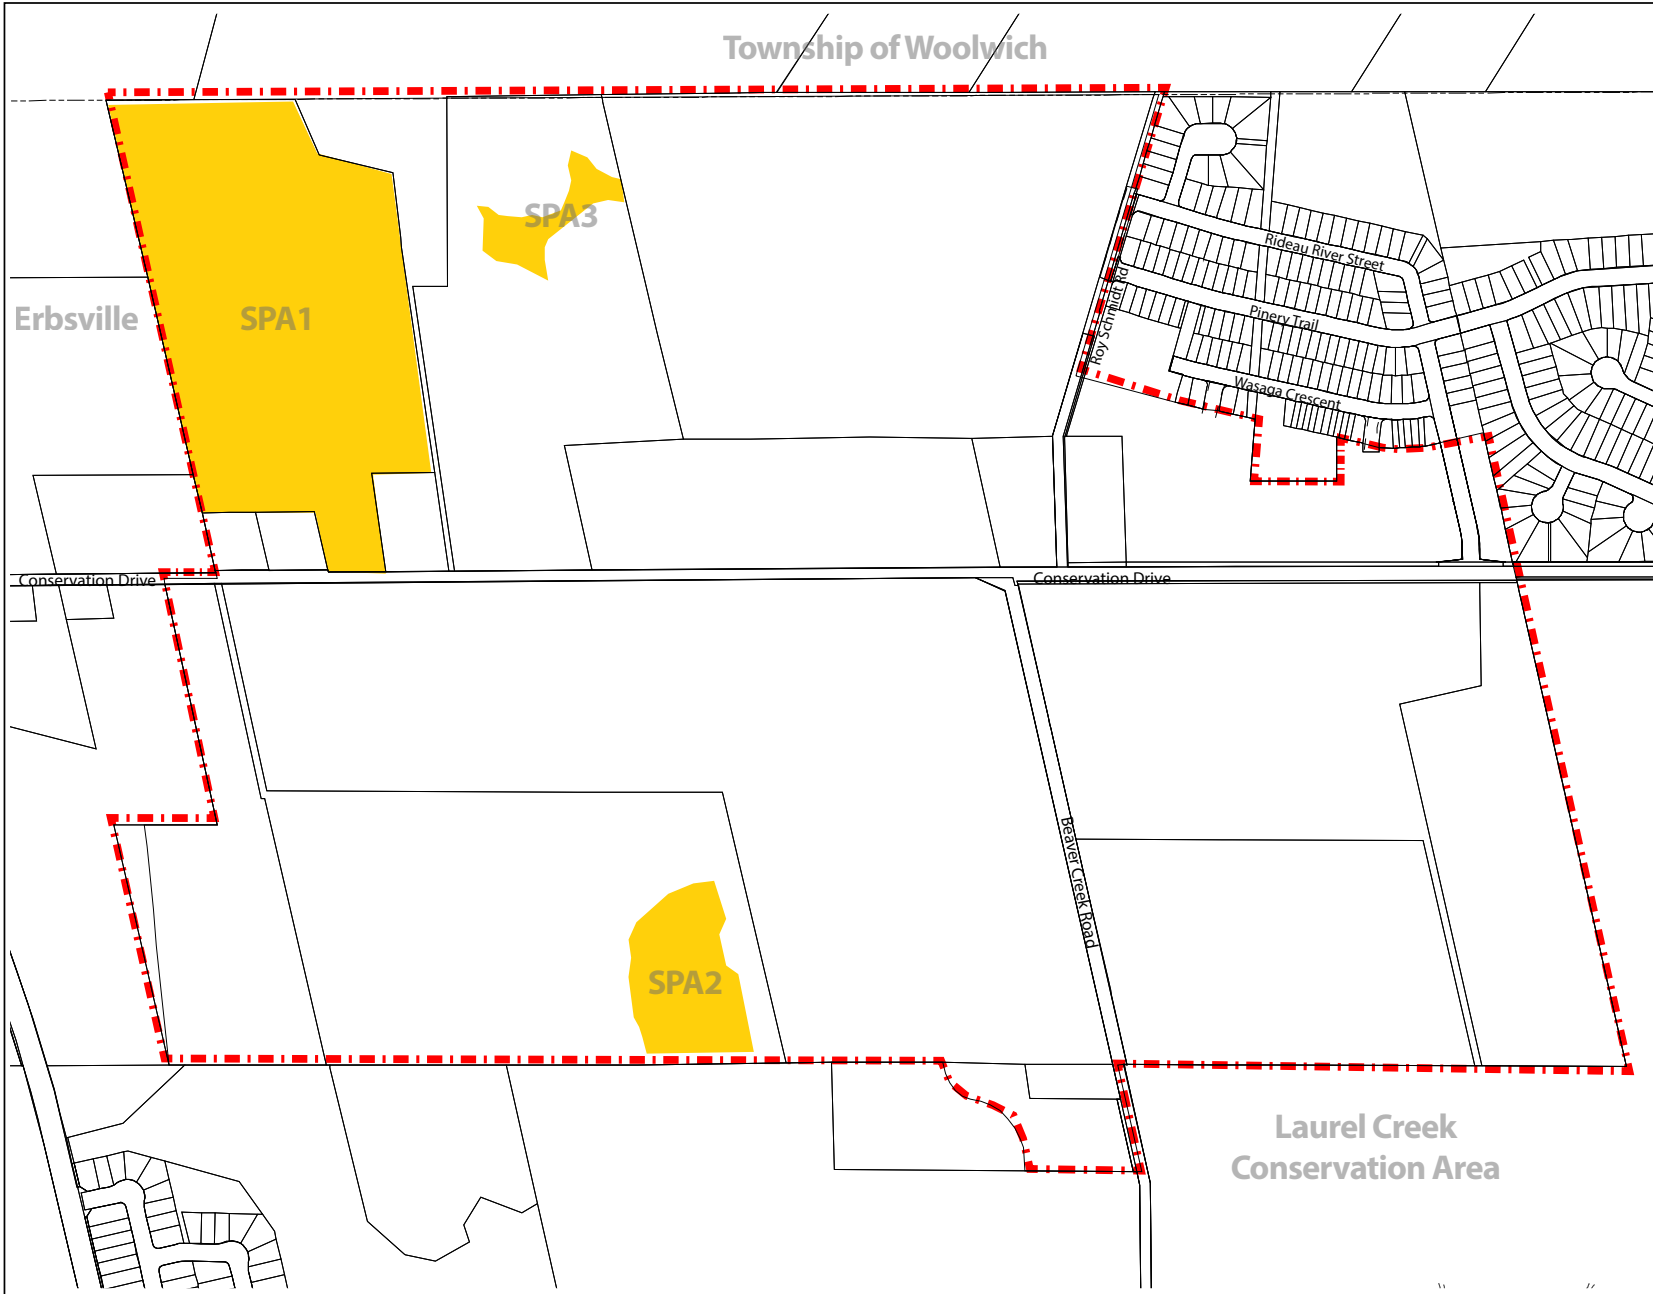 Township of Woolwich
SPA3
Rideau River Street
Erbsville
SPA1
Roy Schmidt Rd
Pinery Trail
Wasaga Crescent
Conservation Drive
Conservation Drive
Beaver Creek Road
SPA2
Laurel Creek
Conservation Area